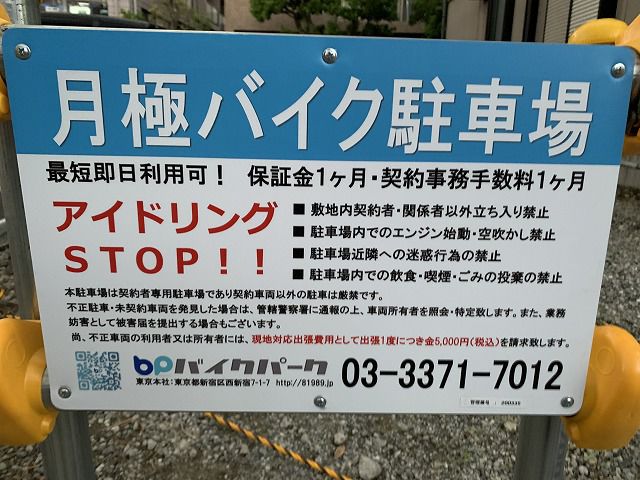 月極バイク駐車場
最短即日利用可！ 保証金1ヶ月・契約事務手数料1ヶ月
アイドリング
STOP！！
■ 敷地内契約者・関係者以外立ち入り禁止
■ 駐車場内でのエンジン始動・空吹かし禁止
■ 駐車場近隣への迷惑行為の禁止
■ 駐車場内での飲食・喫煙・ごみの投棄の禁止
本駐車場は契約者専用駐車場であり契約車両以外の駐車は厳禁です。
不正駐車・未契約車両を発見した場合は、管轄警察署に通報の上、車両所有者を照会・特定致します。また、業務
妨害として被害届を提出する場合もございます。
尚、不正車両の利用者又は所有者には、現地対応出張費用として出張1度につき金5,000円(税込)を請求致します。
bpバイクパーク
東京本社：東京都新宿区西新宿7-1-7 http://81989.jp
03-3371-7012
管理番号 : 200335